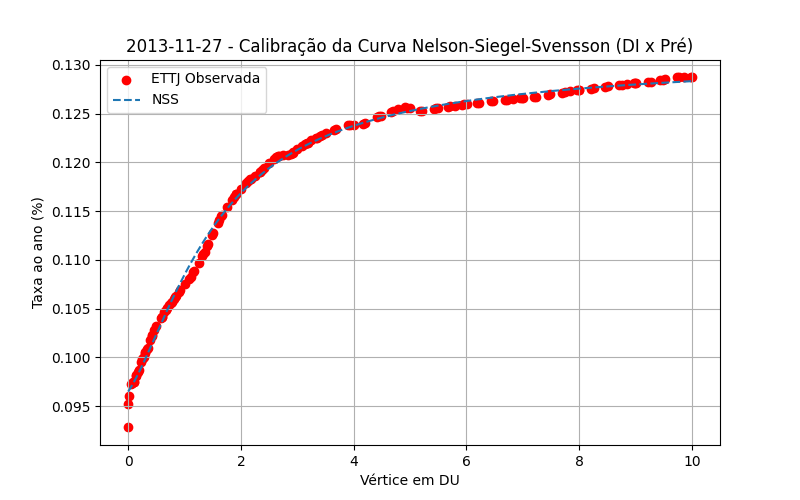 2013-11-27 - Calibração da Curva Nelson-Siegel-Svensson (DI x Pré)
ETTJ Observada
NSS
Taxa ao ano (%)
0.130
0.125
0.120
0.115
0.110
0.105
0.100
0.095
0 2 4 6 8 10
Vértice em DU